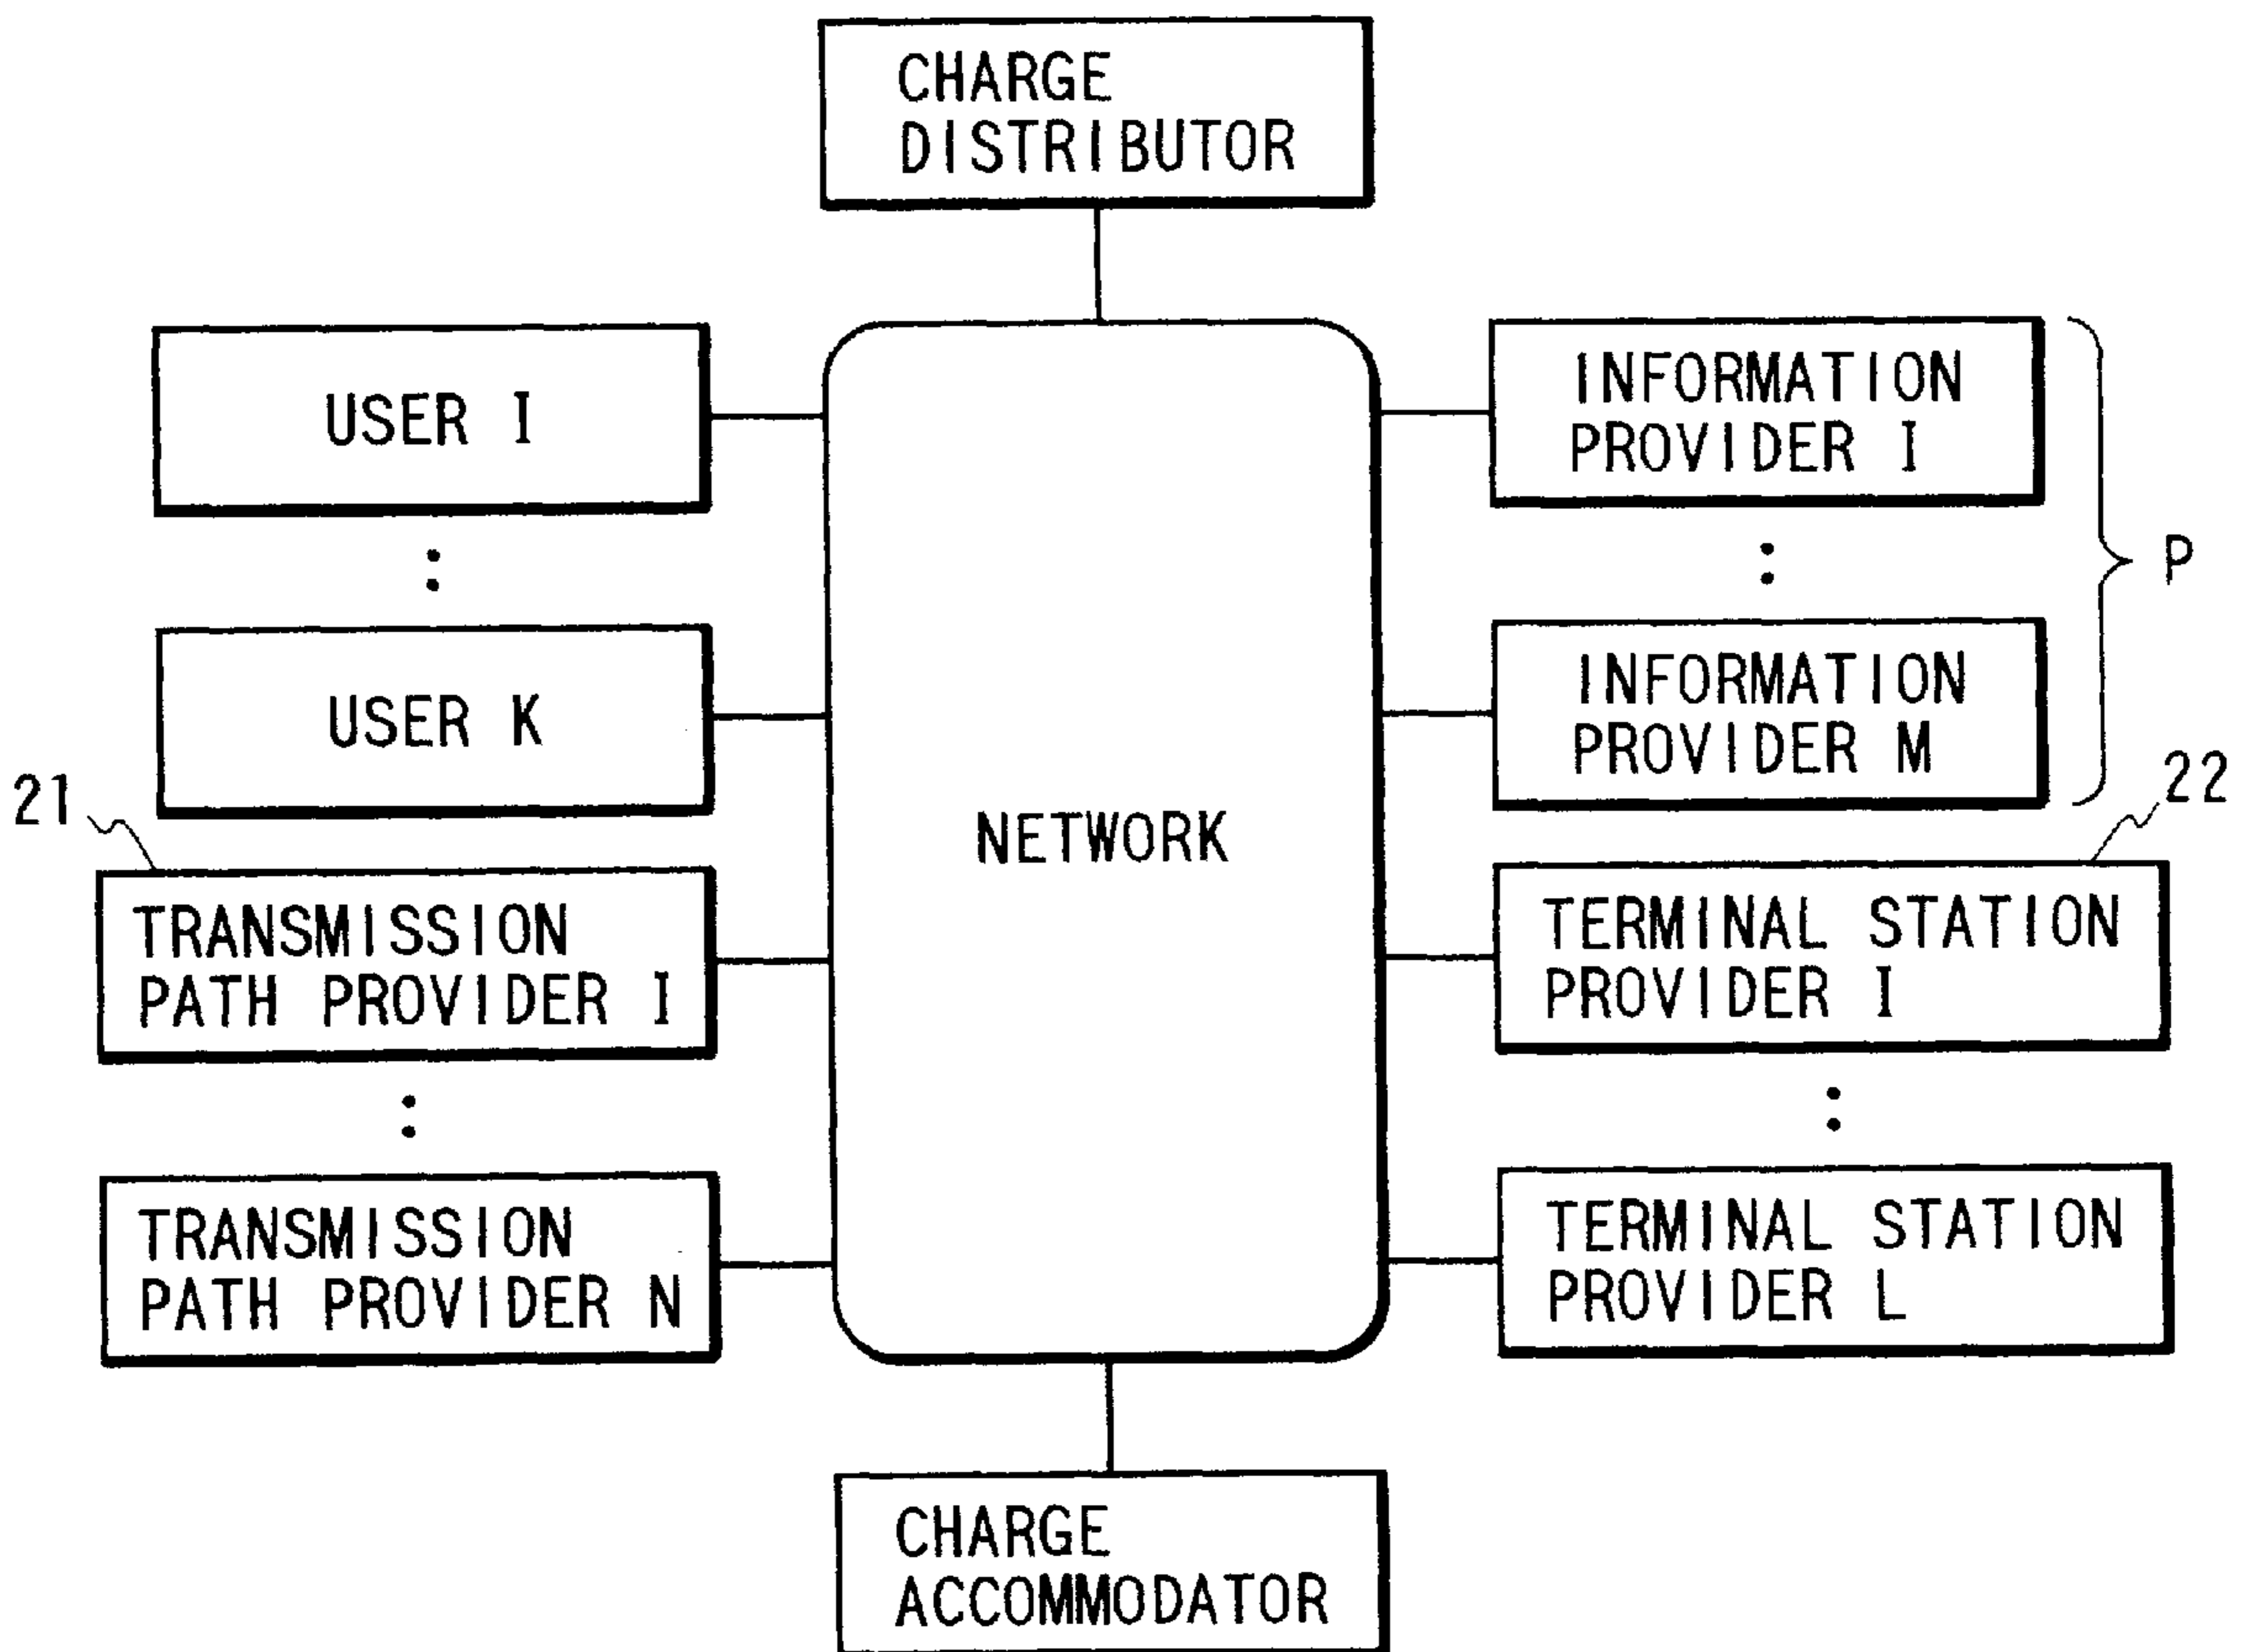 CHARGE
DISTRIBUTOR
USER I
INFORMATION
PROVIDER I
P
USER K
INFORMATION
PROVIDER M
21
22
NETWORK
TRANSMISSION
PATH PROVIDER I
TERMINAL STATION
PROVIDER I
TRANSMISSION
PATH PROVIDER N
TERMINAL STATION
PROVIDER L
CHARGE
ACCOMMODATOR